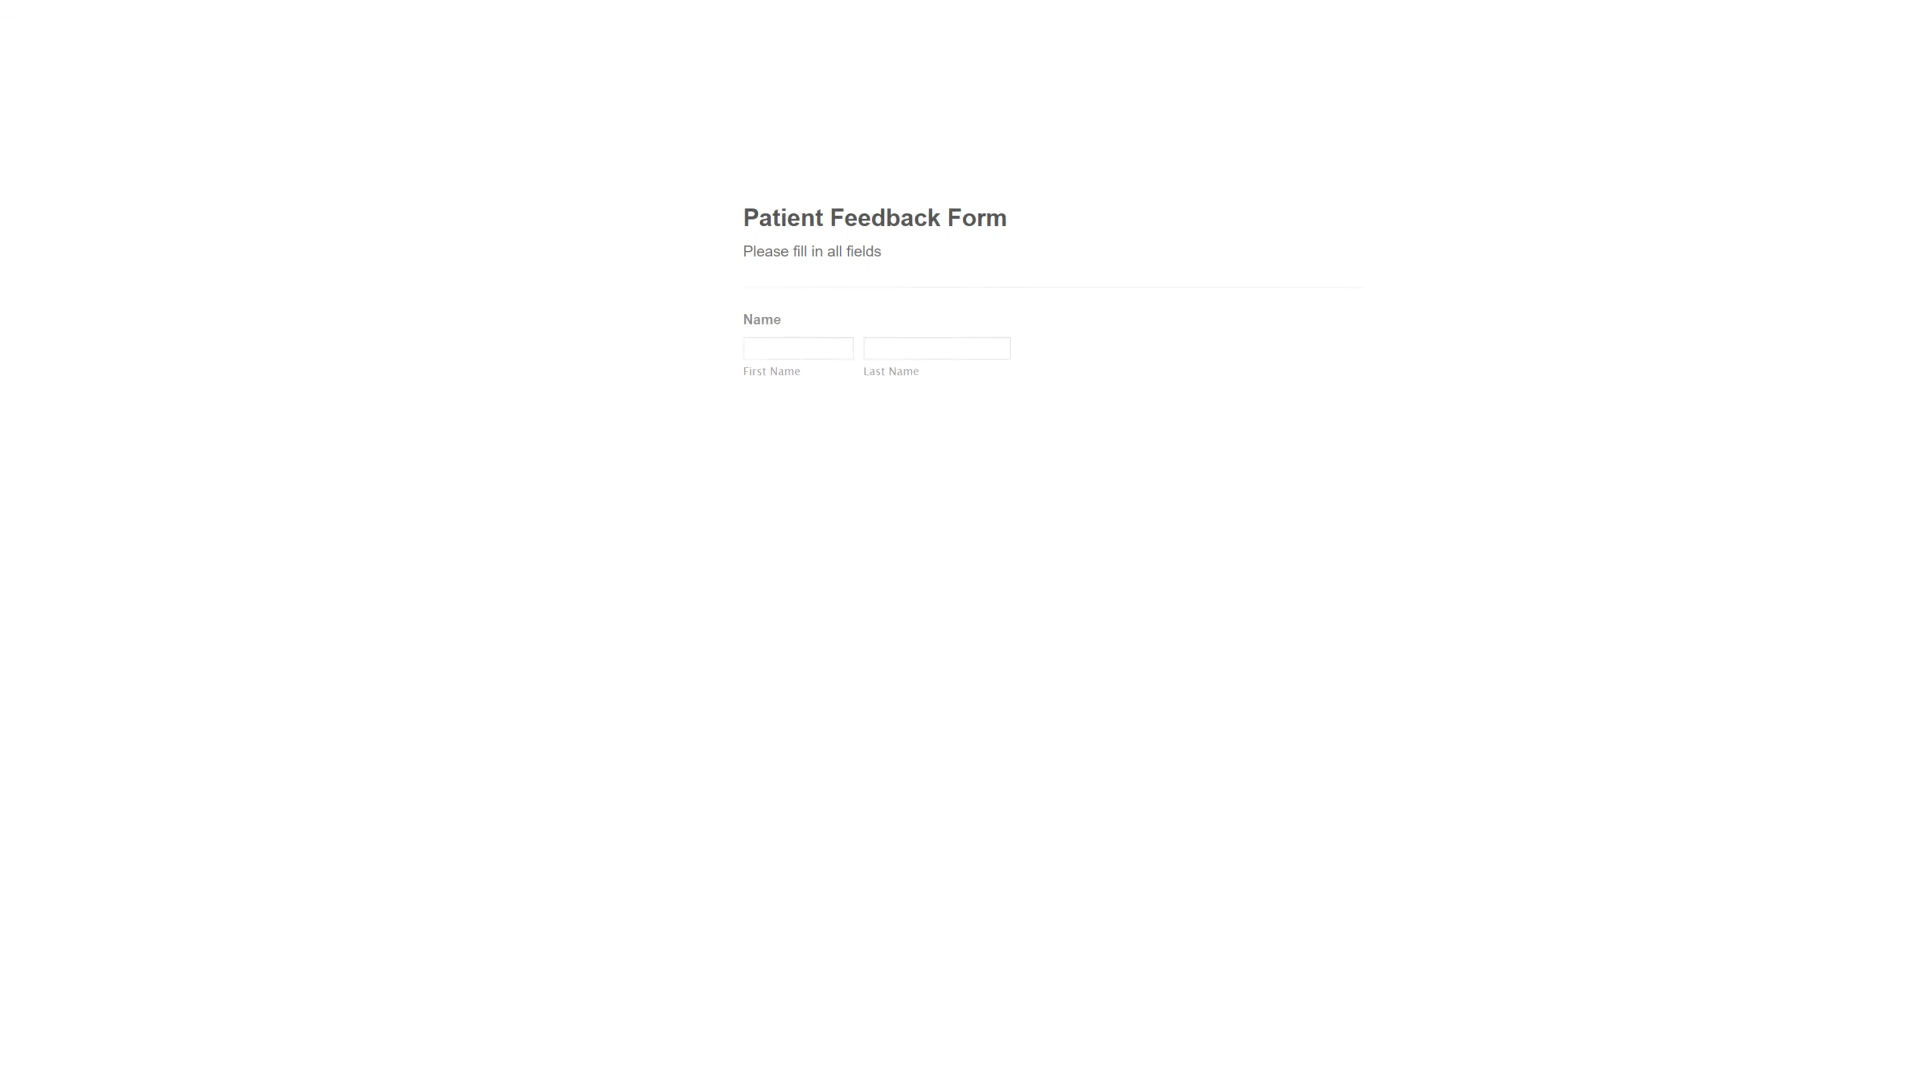 Patient Feedback Form
Please fill in all fields
Name
First Name
Last Name